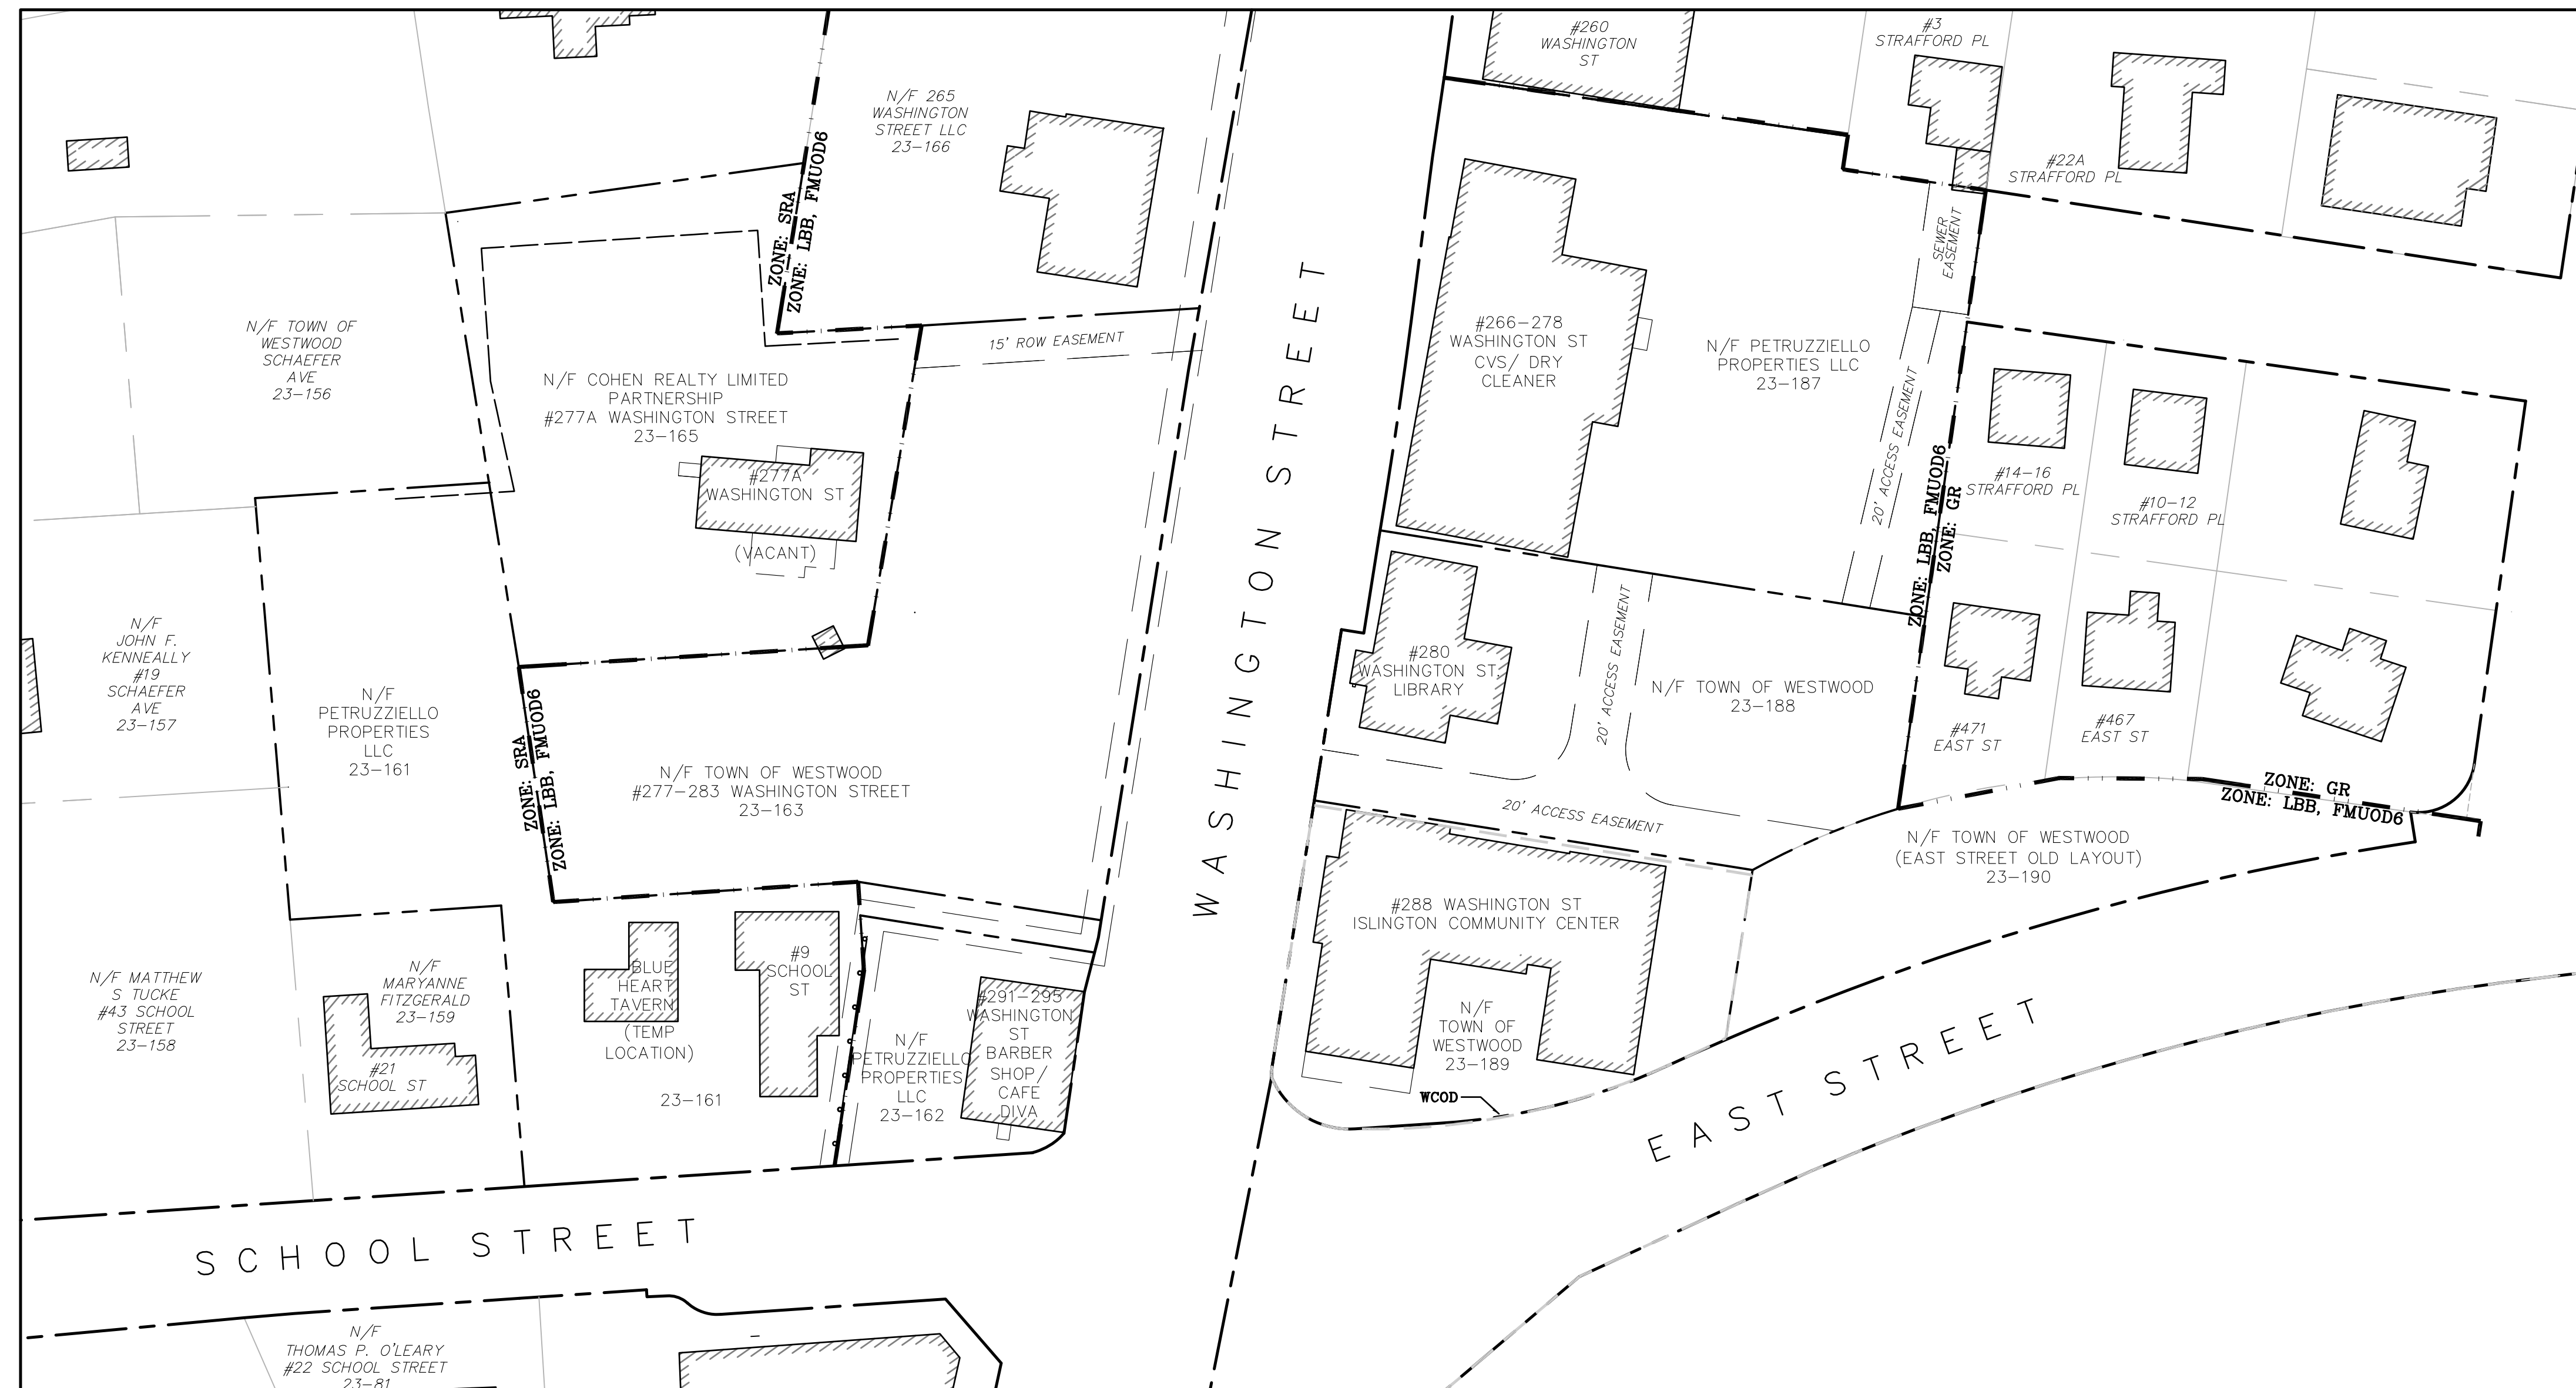 #260
WASHINGTON
ST
#3
STRAFFORD PL
N/F 265
WASHINGTON
STREET LLC
23-166
#22A
STRAFFORD PL
ZONE: SRA
ZONE: LBB, FMUOD6
SEWER
EASEMENT
N/F TOWN OF
WESTWOOD
SCHAEFER
AVE
23-156
15' ROW EASEMENT
WASHINGTON STREET
#266-278
WASHINGTON ST
CVS/ DRY
CLEANER
N/F PETRUZZIELLO
PROPERTIES LLC
23-187
N/F COHEN REALTY LIMITED
PARTNERSHIP
#277A WASHINGTON STREET
23-165
#277A
WASHINGTON ST
(VACANT)
20' ACCESS EASEMENT
ZONE: LBB, FMUOD6
ZONE: GR
#14-16
STRAFFORD PL
#10-12
STRAFFORD PL
N/F
JOHN F.
KENNEALLY
#19
SCHAEFER
AVE
23-157
N/F
PETRUZZIELLO
PROPERTIES
LLC
23-161
ZONE: SRA
ZONE: LBB, FMUOD6
N/F TOWN OF WESTWOOD
#277-283 WASHINGTON STREET
23-163
#280
WASHINGTON ST,
LIBRARY
20' ACCESS EASEMENT
N/F TOWN OF WESTWOOD
23-188
#471
EAST ST
#467
EAST ST
ZONE: GR
ZONE: LBB, FMUOD6
20' ACCESS EASEMENT
N/F TOWN OF WESTWOOD
(EAST STREET OLD LAYOUT)
23-190
#288 WASHINGTON ST
ISLINGTON COMMUNITY CENTER
N/F
TOWN OF
WESTWOOD
23-189
WCOD
N/F MATTHEW
S TUCKE
#43 SCHOOL
STREET
23-158
N/F
MARYANNE
FITZGERALD
23-159
#21
SCHOOL ST
BLUE
HEART
TAVERN
(TEMP
LOCATION)
#9
SCHOOL
ST
23-161
N/F
PETRUZZIELLO
PROPERTIES
LLC
23-162
#291-295
WASHINGTON
ST
BARBER
SHOP/
CAFE
DIVA
EAST STREET
SCHOOL STREET
N/F
THOMAS P. O'LEARY
#22 SCHOOL STREET
23-81